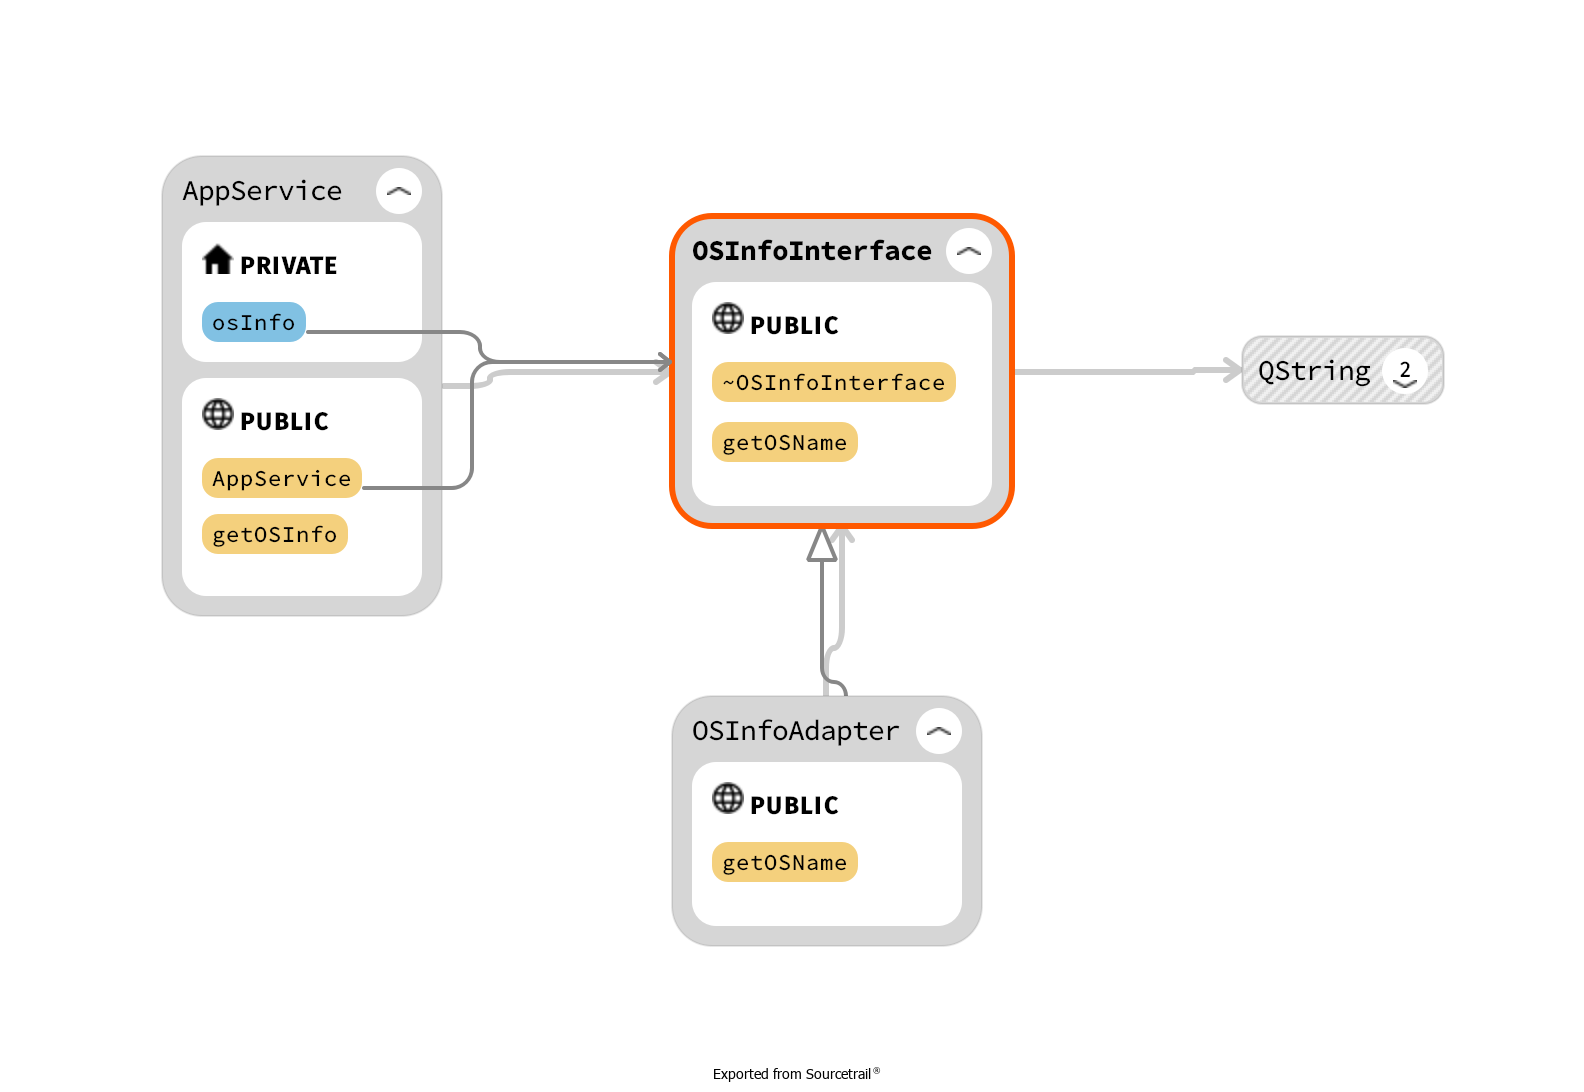 AppService
PRIVATE
osInfo
PUBLIC
AppService
getOSInfo
OSInfoInterface
PUBLIC
~OSInfoInterface
getOSName
QString 2
OSInfoAdapter
PUBLIC
getOSName
Exported from Sourcetrail®